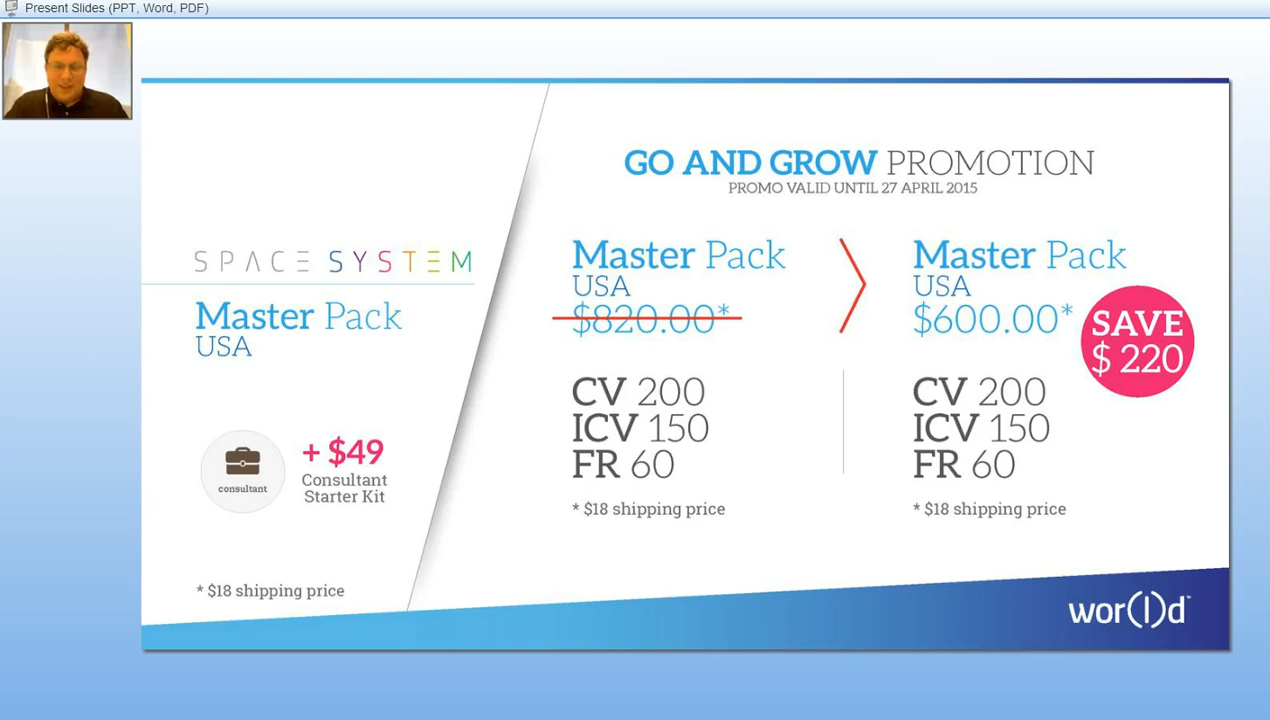 Present Slides (PPT, Word, PDF)
SPACE SYSTEM
Master Pack
USA
consultant
+ $49
Consultant
Starter Kit
* $18 shipping price
GO AND GROW PROMOTION
PROMO VALID UNTIL 27 APRIL 2015
Master Pack
USA
$820.00*
CV 200
ICV 150
FR 60
* $18 shipping price
Master Pack
USA
$600.00*
SAVE
$ 220
CV 200
ICV 150
FR 60
* $18 shipping price
wor(l)d™